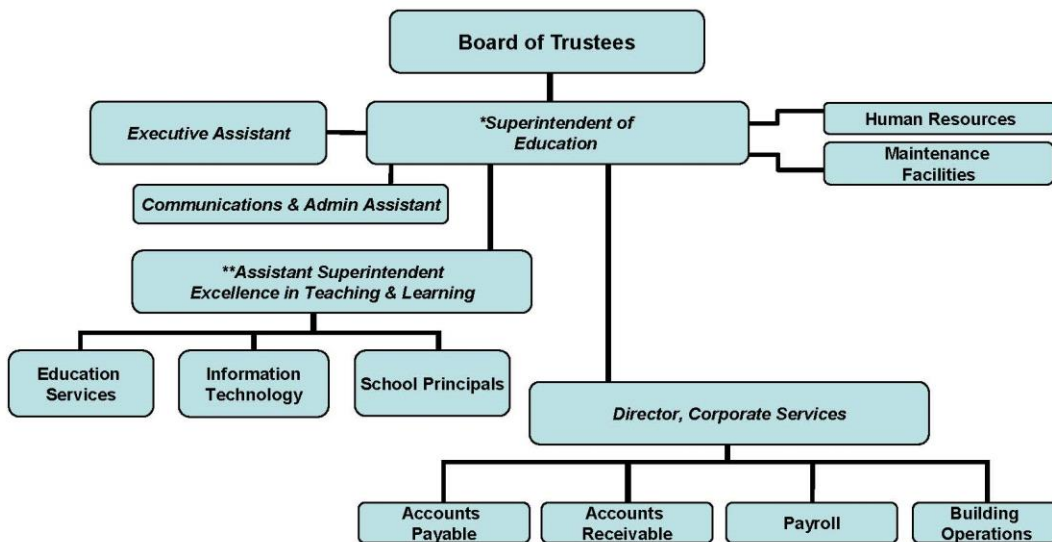 Board of Trustees
Executive Assistant
*Superintendent of
Education
Human Resources
Maintenance
Facilities
Communications & Admin Assistant
**Assistant Superintendent
Excellence in Teaching & Learning
Education
Services
Information
Technology
School Principals
Director, Corporate Services
Accounts
Payable
Accounts
Receivable
Payroll
Building
Operations